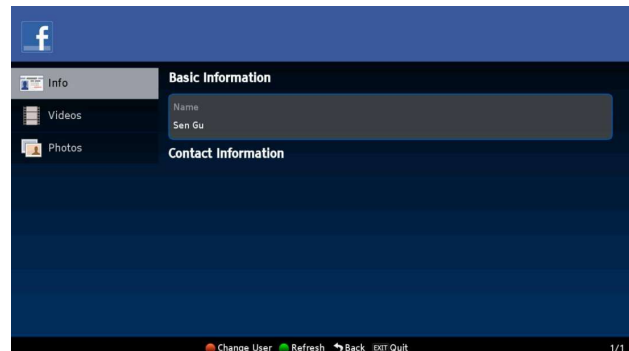 f
Info
Videos
Photos
Basic Information
Name
Sen Gu
Contact Information
Change User Refresh Back EXIT Quit 1/1